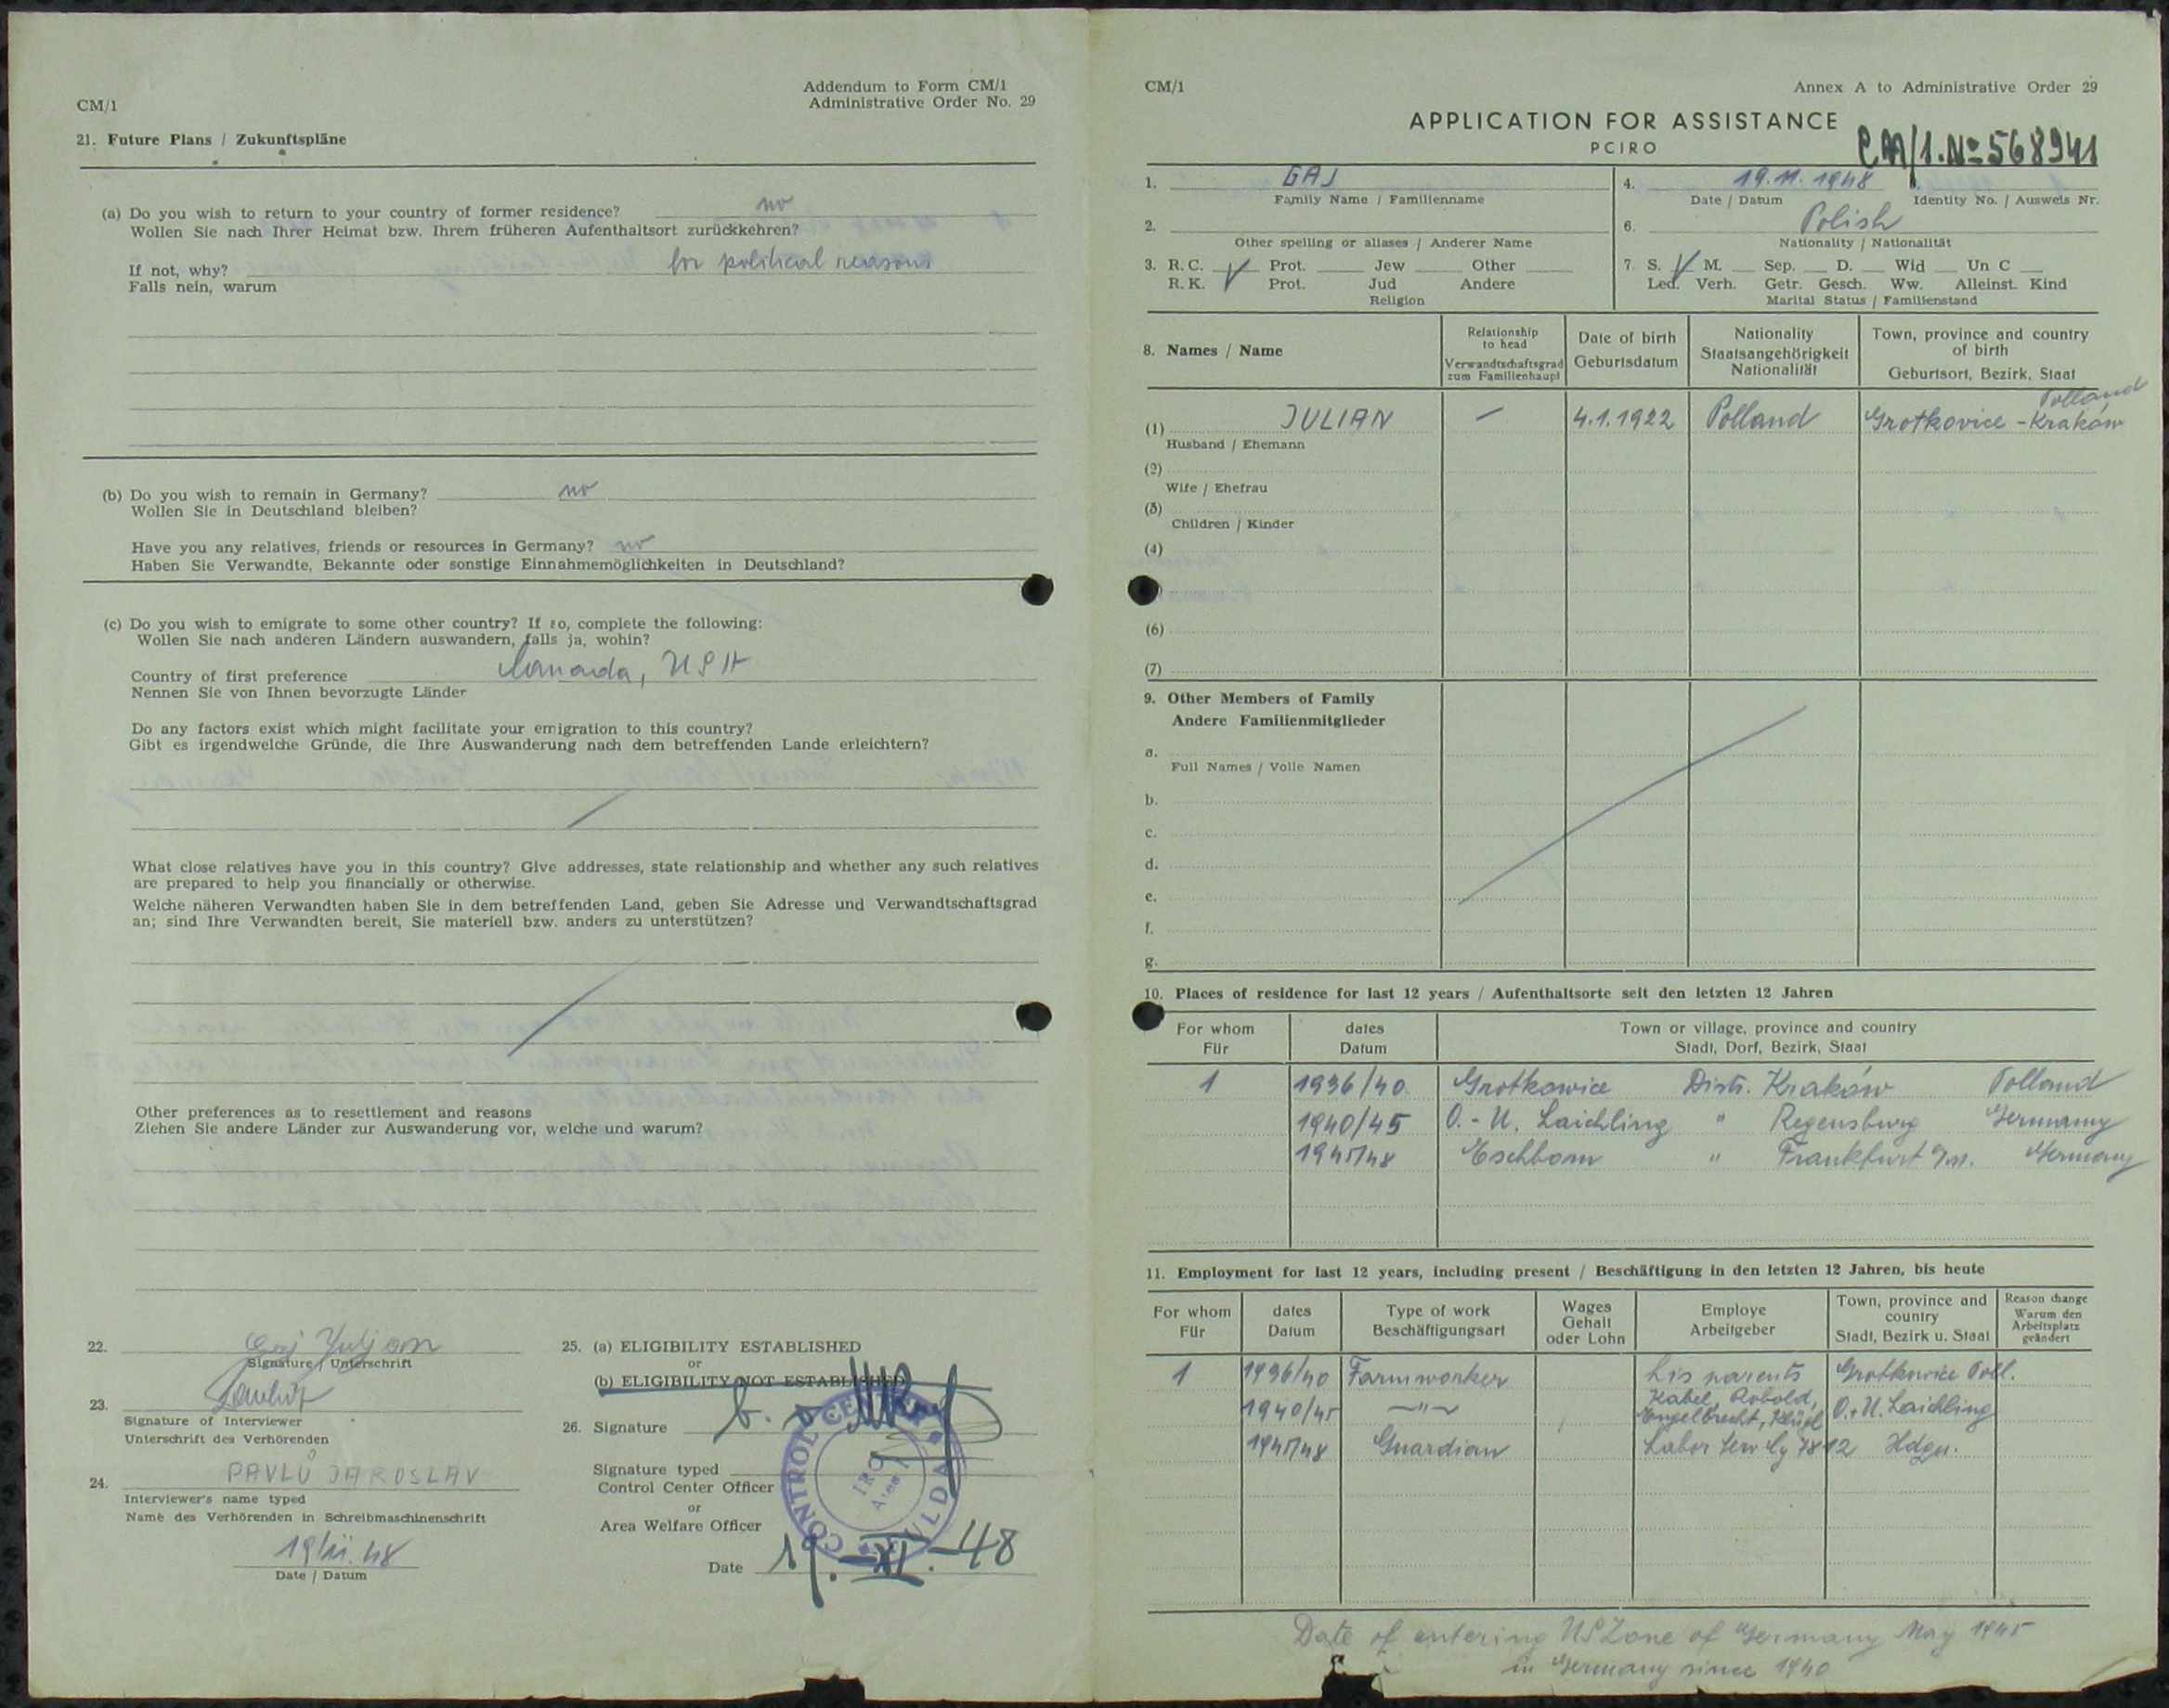 CM/1
Addendum to Form CM/1
Administrative Order No. 29
21. Future Plans / Zukunftspläne
(a) Do you wish to return to your country of former residence? no
Wollen Sie nach Ihrer Heimat bzw. Ihrem früheren Aufenthaltsort zurückkehren?
If not, why? for political reasons
Falls nein, warum
(b) Do you wish to remain in Germany? no
Wollen Sie in Deutschland bleiben?
Have you any relatives, friends or resources in Germany? no
Haben Sie Verwandte, Bekannte oder sonstige Einnahmemöglichkeiten in Deutschland?
(c) Do you wish to emigrate to some other country? If so, complete the following:
Wollen Sie nach anderen Ländern auswandern, falls ja, wohin?
Country of first preference Canada, USA
Nennen Sie von Ihnen bevorzugte Länder
Do any factors exist which might facilitate your emigration to this country?
Gibt es irgendwelche Gründe, die Ihre Auswanderung nach dem betreffenden Lande erleichtern?
What close relatives have you in this country? Give addresses, state relationship and whether any such relatives
are prepared to help you financially or otherwise.
Welche näheren Verwandten haben Sie in dem betreffenden Land, geben Sie Adresse und Verwandtschaftsgrad
an; sind Ihre Verwandten bereit, Sie materiell bzw. anders zu unterstützen?
Other preferences as to resettlement and reasons
Ziehen Sie andere Länder zur Auswanderung vor, welche und warum?
22. Gaj Yuljan
Signature / Unterschrift
23.
Signature of Interviewer
Unterschrift des Verhörenden
24. PAVLŮ JAROSLAV
Interviewer's name typed
Name des Verhörenden in Schreibmaschinenschrift
19/11.48
Date / Datum
25. (a) ELIGIBILITY ESTABLISHED
or
(b) ELIGIBILITY NOT ESTABLISHED
26. Signature
Signature typed
Control Center Officer
or
Area Welfare Officer
Date 19.-XI.-48
CONTROL CENTER FULDA
IRO
Area
CM/1
Annex A to Administrative Order 29
APPLICATION FOR ASSISTANCE
PCIRO
CM/1.No=568941
1. GAJ
Family Name / Familienname
4. 19.11.1948
Date / Datum Identity No. / Ausweis Nr.
2.
Other spelling or aliases / Anderer Name
6. Polish
Nationality / Nationalität
3. R.C. √ Prot. Jew Other
R.K. Prot. Jud Andere
Religion
7. S. √ M. Sep. D. Wid Un C
Led. Verh. Getr. Gesch. Ww. Alleinst. Kind
Marital Status / Familienstand
8. Names / Name
Relationship to head
Verwandtschaftsgrad zum Familienhaupt
Date of birth
Geburtsdatum
Nationality
Staatsangehörigkeit
Nationalität
Town, province and country of birth
Geburtsort, Bezirk, Staat
(1) JULIAN — 4.1.1922 Polland Grotkovice - Kraków Polland
Husband / Ehemann
(2)
Wife / Ehefrau
(3)
Children / Kinder
(4)
(6)
(7)
9. Other Members of Family
Andere Familienmitglieder
a.
Full Names / Volle Namen
b.
c.
d.
e.
f.
g.
10. Places of residence for last 12 years / Aufenthaltsorte seit den letzten 12 Jahren
For whom
Für
dates
Datum
Town or village, province and country
Stadt, Dorf, Bezirk, Staat
1 1936/40. Grotkowice Distr. Kraków Polland
1940/45 O.-U. Laichling " Regensburg Germany
1945/48 Eschborn " Frankfurt Germany
11. Employment for last 12 years, including present / Beschäftigung in den letzten 12 Jahren, bis heute
For whom
Für
dates
Datum
Type of work
Beschäftigungsart
Wages
Gehalt
oder Lohn
Employe
Arbeitgeber
Town, province and country
Stadt, Bezirk u. Staat
Reason change
Warum den
Arbeitsplatz
geändert
1 1936/40 Farmworker his parents Grotkowice Poll.
1940/45 —"— Kabel, Robold, Engelbrecht, O.+U. Laichling
1945/48 Guardian Labor 7812 Hdqu.
Date of entering US Zone of Germany May 1945
in Germany since 1940